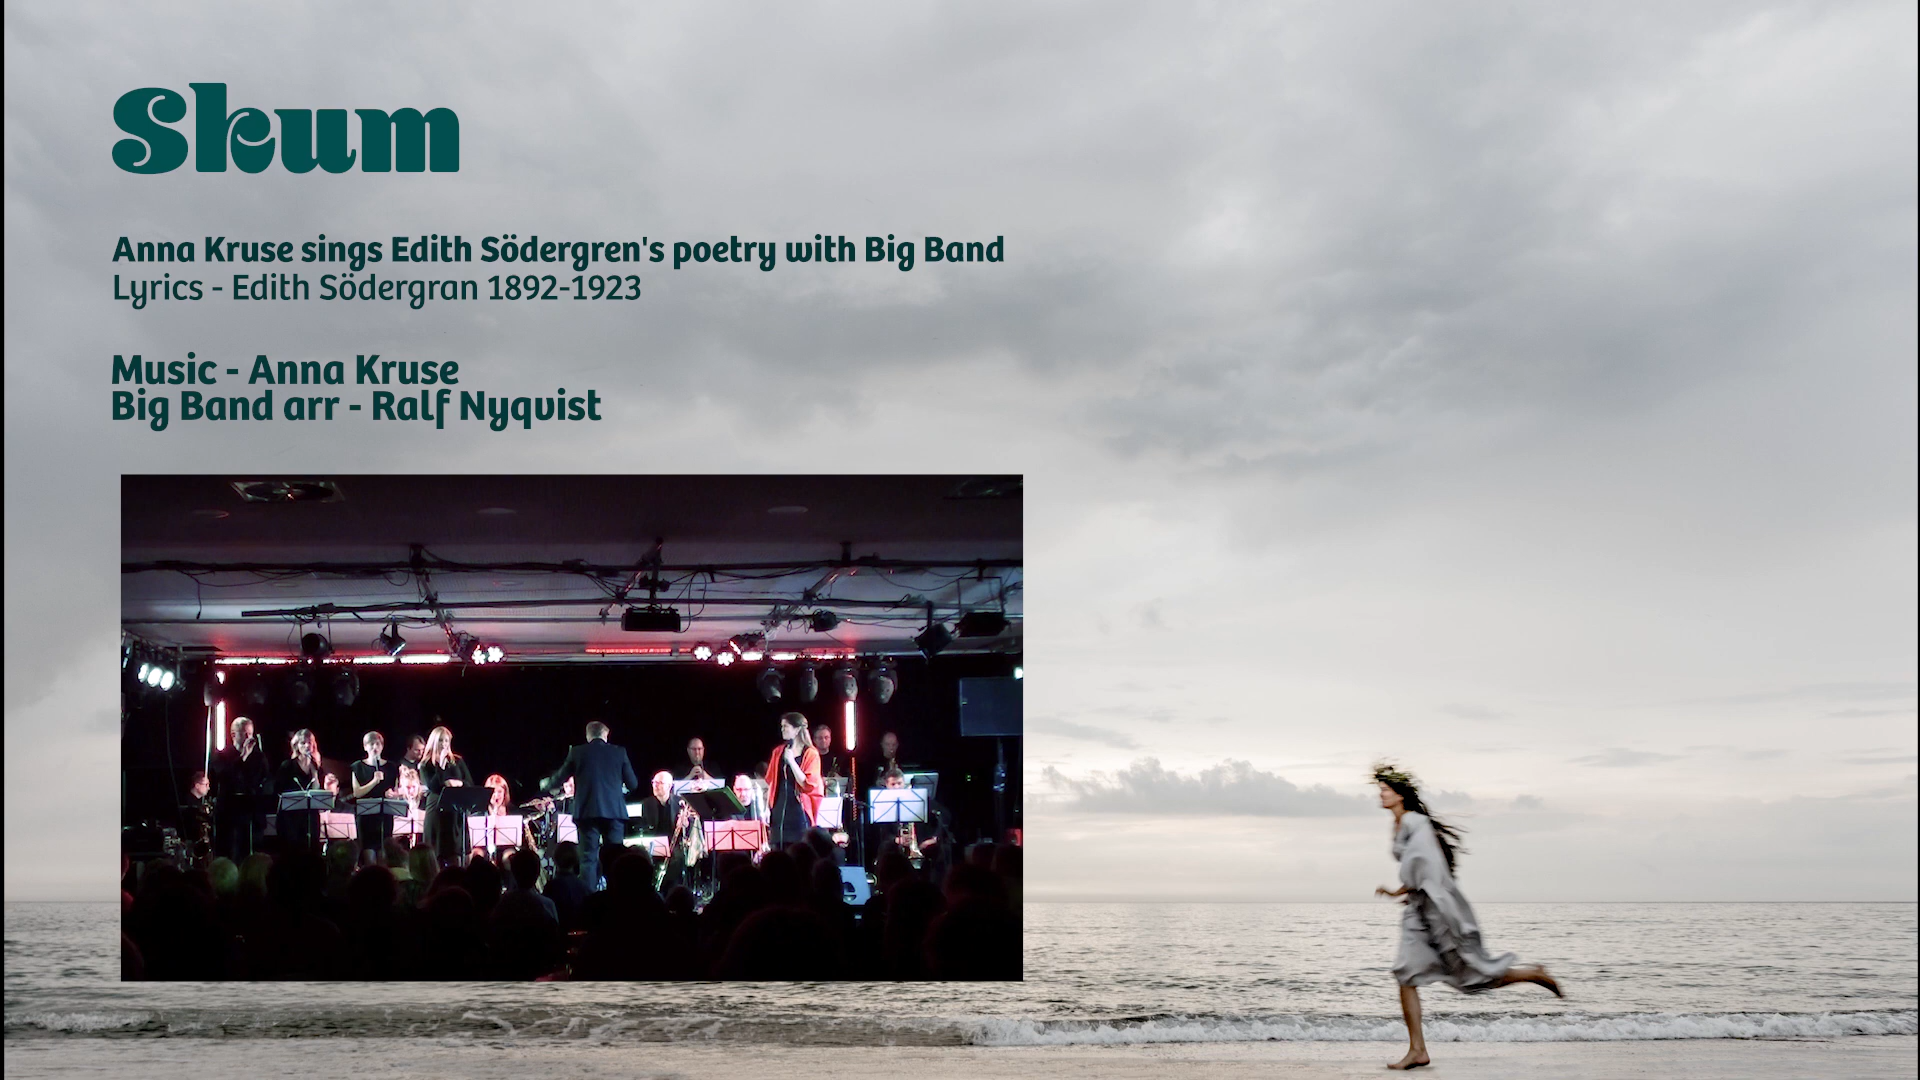 Skum
Anna Kruse sings Edith Södergren's poetry with Big Band
Lyrics - Edith Södergran 1892-1923
Music - Anna Kruse
Big Band arr - Ralf Nyqvist